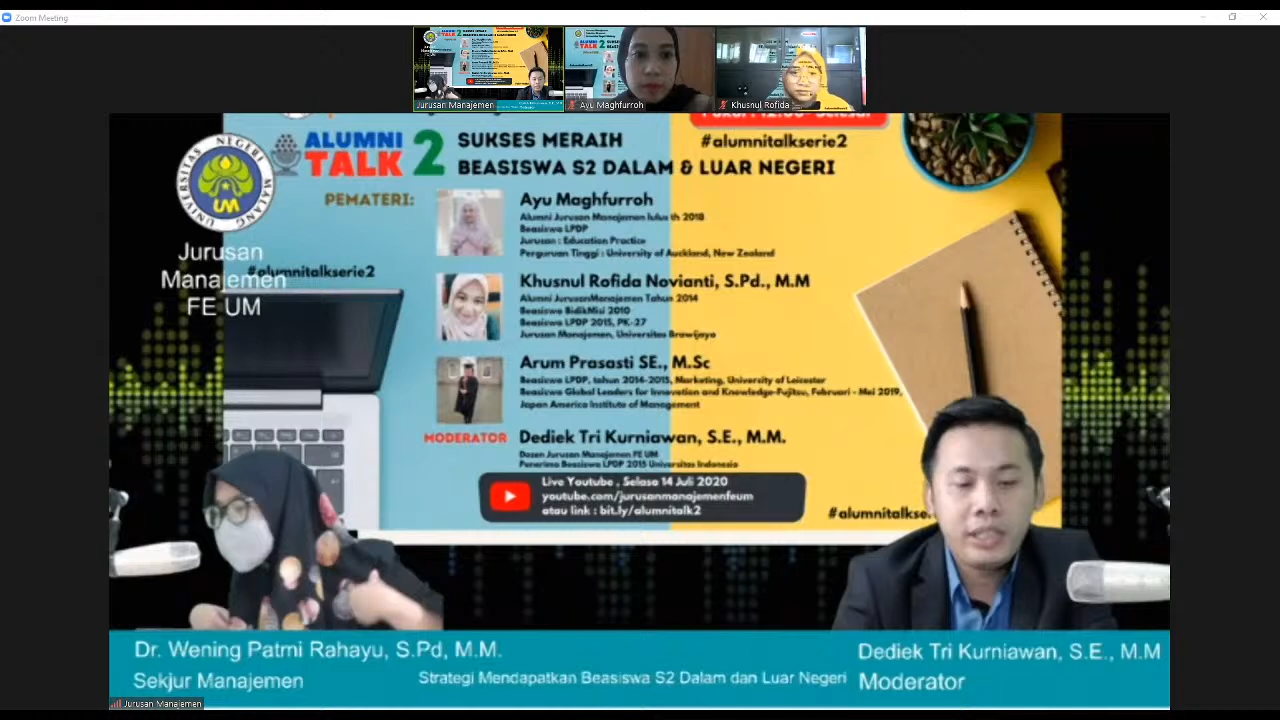 Zoom Meeting
Jurusan Manajemen
Ayu Maghfurroh
Khusnul Rofida
ALUMNI
TALK 2
SUKSES MERAIH
BEASISWA S2 DALAM & LUAR NEGERI
#alumnitalkserie2
UNIVERSITAS NEGERI MALANG
UM
Jurusan
Manajemen
FE UM
#alumnitalkserie2
PEMATERI:
Ayu Maghfurroh
Alumni Jurusan Manajemen lulus th 2018
Beasiswa LPDP
Jurusan : Education Practice
Perguruan Tinggi : University of Auckland, New Zealand
Khusnul Rofida Novianti, S.Pd., M.M
Alumni JurusanManajemen Tahun 2014
Beasiswa BidikMisi 2010
Beasiswa LPDP 2015, PK-27
Jurusan Manajemen, Universitas Brawijaya
Arum Prasasti SE., M.Sc
Beasiswa LPDP, tahun 2014-2015, Marketing, University of Leicester
Beasiswa Global Leaders for Innovation and Knowledge-Fujitsu, Februari - Mei 2019,
Japan America Institute of Management
MODERATOR
Dediek Tri Kurniawan, S.E., M.M.
Dosen Jurusan Manajemen FE UM
Penerima Beasiswa LPDP 2015 Universitas Indonesia
Live Youtube , Selasa 14 Juli 2020
youtube.com/jurusanmanajemenfeum
atau link : bit.ly/alumnitalk2
#alumnitalkse
Dr. Wening Patmi Rahayu, S.Pd, M.M.
Sekjur Manajemen
Strategi Mendapatkan Beasiswa S2 Dalam dan Luar Negeri
Dediek Tri Kurniawan, S.E., M.M
Moderator
Jurusan Manajemen